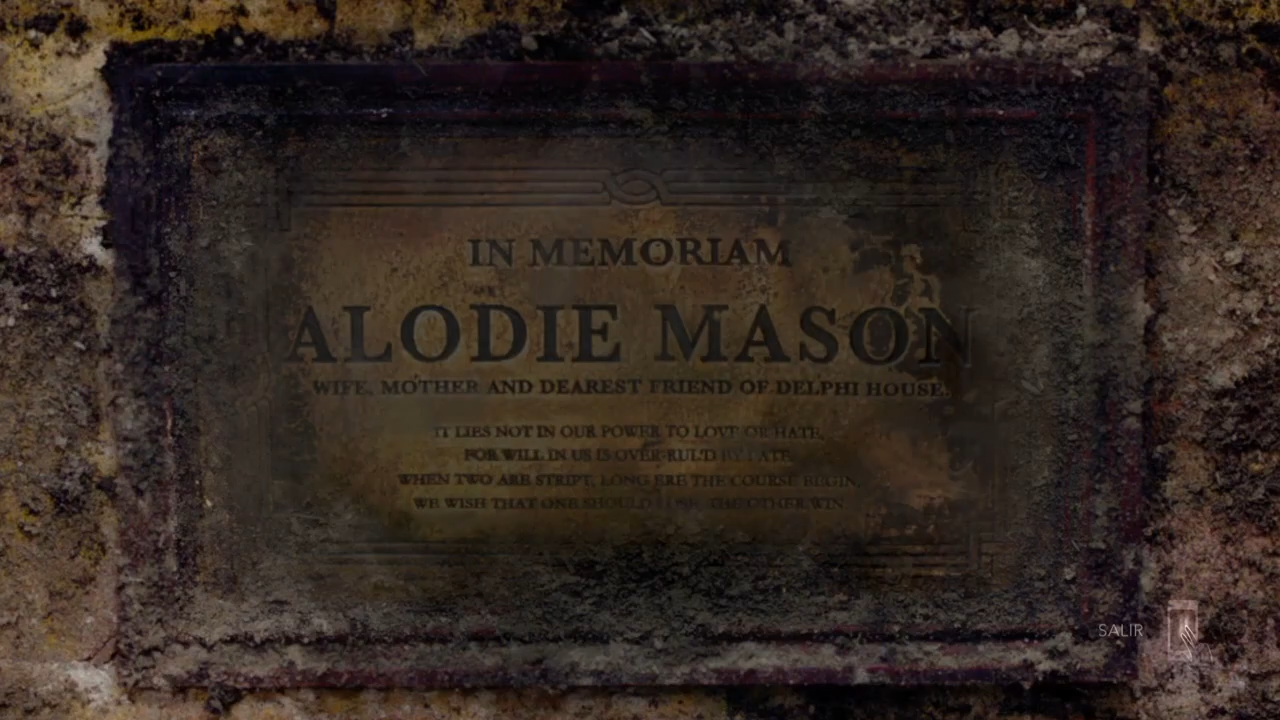 IN MEMORIAM
ALODIE MASON
WIFE, MOTHER AND DEAREST FRIEND OF DELPHI HOUSE.
IT LIES NOT IN OUR POWER TO LOVE OR HATE,
FOR WILL IN US IS OVER-RUL'D BY FATE.
WHEN TWO ARE STRIPT, LONG ERE THE COURSE BEGIN,
WE WISH THAT ONE SHOULD LOSE, THE OTHER WIN
SALIR